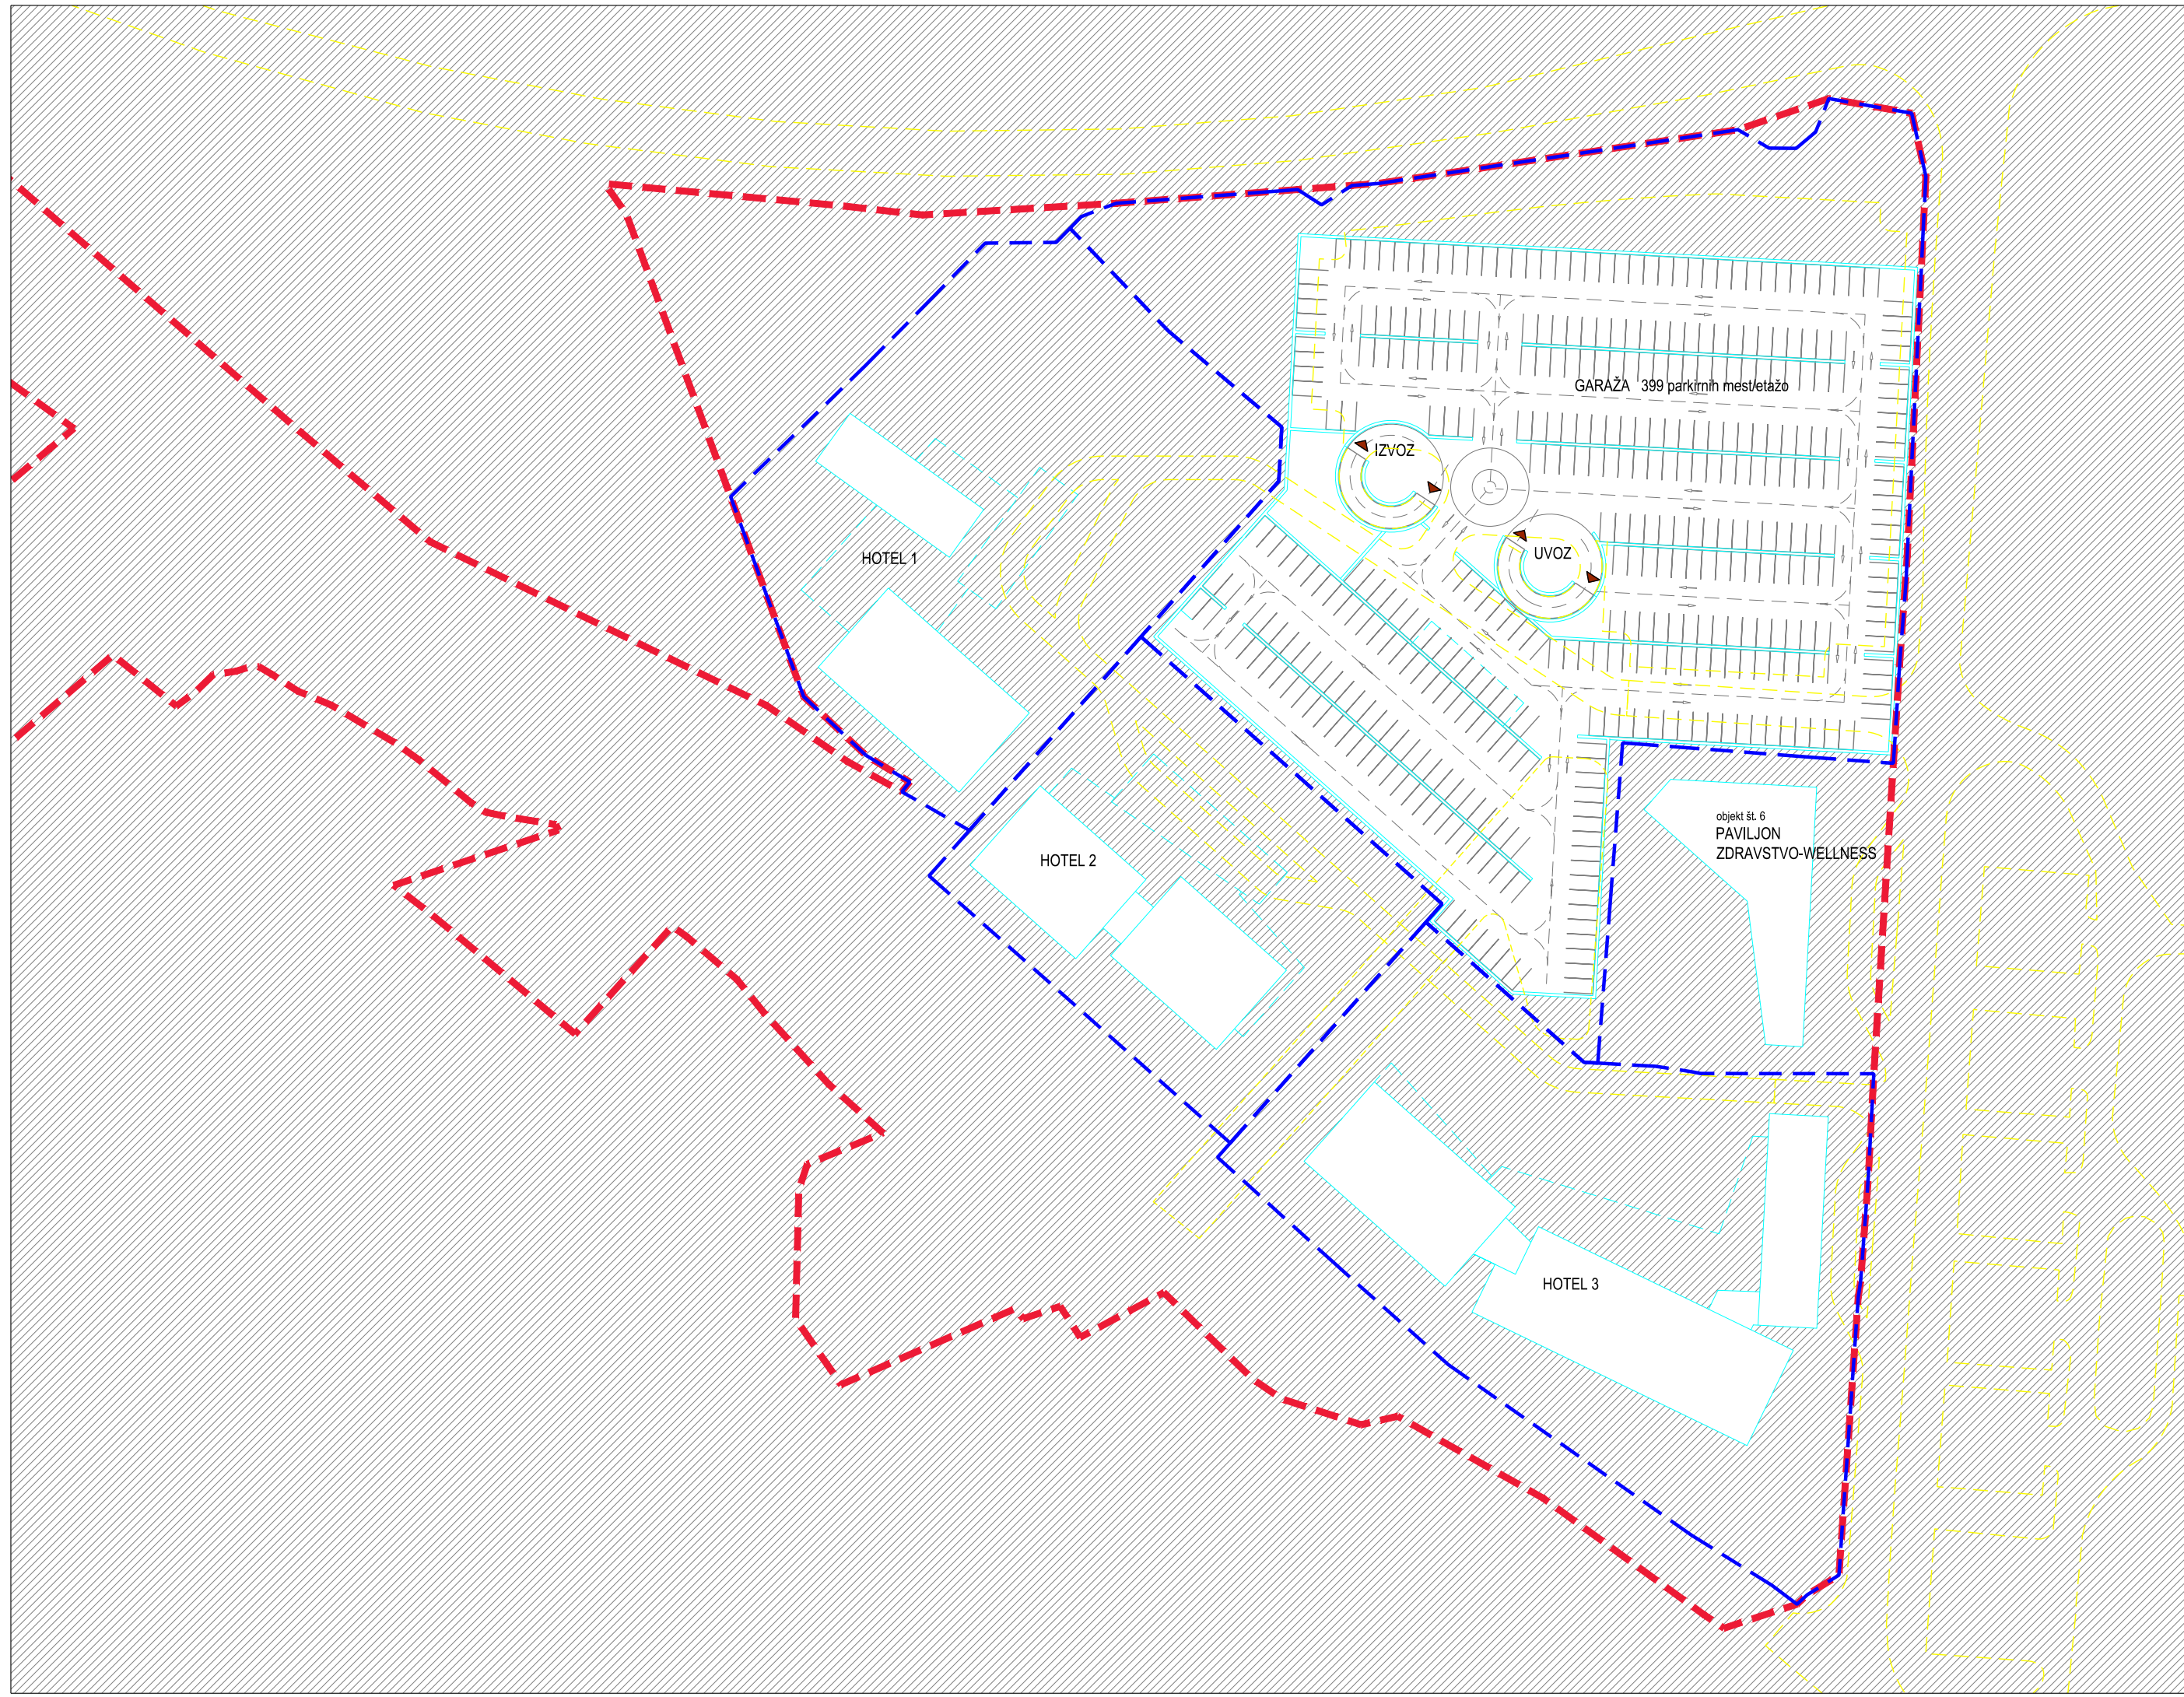 GARAŽA 399 parkirnih mest/etažo
IZVOZ
UVOZ
HOTEL 1
objekt št. 6
PAVILJON
ZDRAVSTVO-WELLNESS
HOTEL 2
HOTEL 3